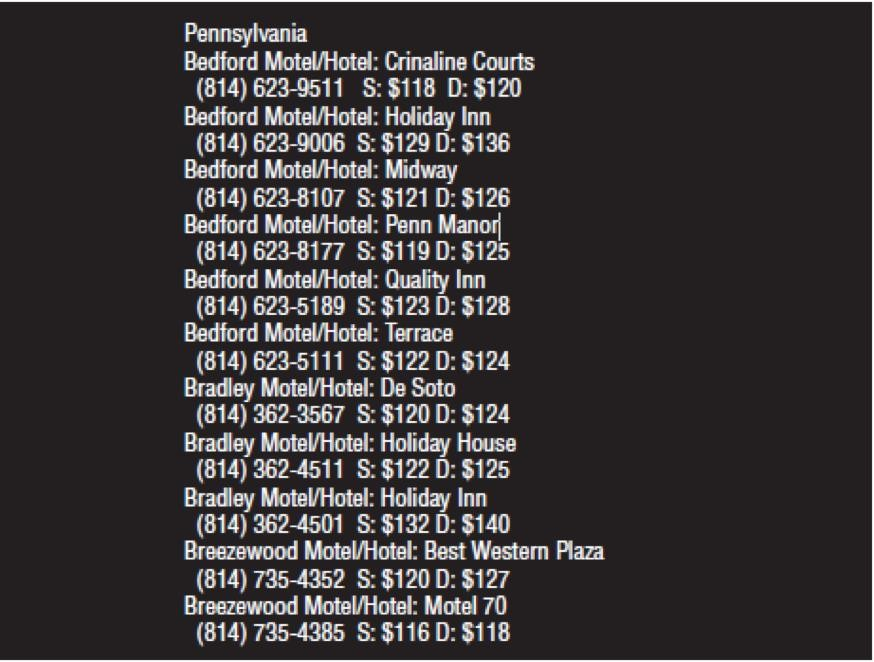 Pennsylvania
Bedford Motel/Hotel: Crinaline Courts
(814) 623-9511 S: $118 D: $120
Bedford Motel/Hotel: Holiday Inn
(814) 623-9006 S: $129 D: $136
Bedford Motel/Hotel: Midway
(814) 623-8107 S: $121 D: $126
Bedford Motel/Hotel: Penn Manor
(814) 623-8177 S: $119 D: $125
Bedford Motel/Hotel: Quality Inn
(814) 623-5189 S: $123 D: $128
Bedford Motel/Hotel: Terrace
(814) 623-5111 S: $122 D: $124
Bradley Motel/Hotel: De Soto
(814) 362-3567 S: $120 D: $124
Bradley Motel/Hotel: Holiday House
(814) 362-4511 S: $122 D: $125
Bradley Motel/Hotel: Holiday Inn
(814) 362-4501 S: $132 D: $140
Breezewood Motel/Hotel: Best Western Plaza
(814) 735-4352 S: $120 D: $127
Breezewood Motel/Hotel: Motel 70
(814) 735-4385 S: $116 D: $118